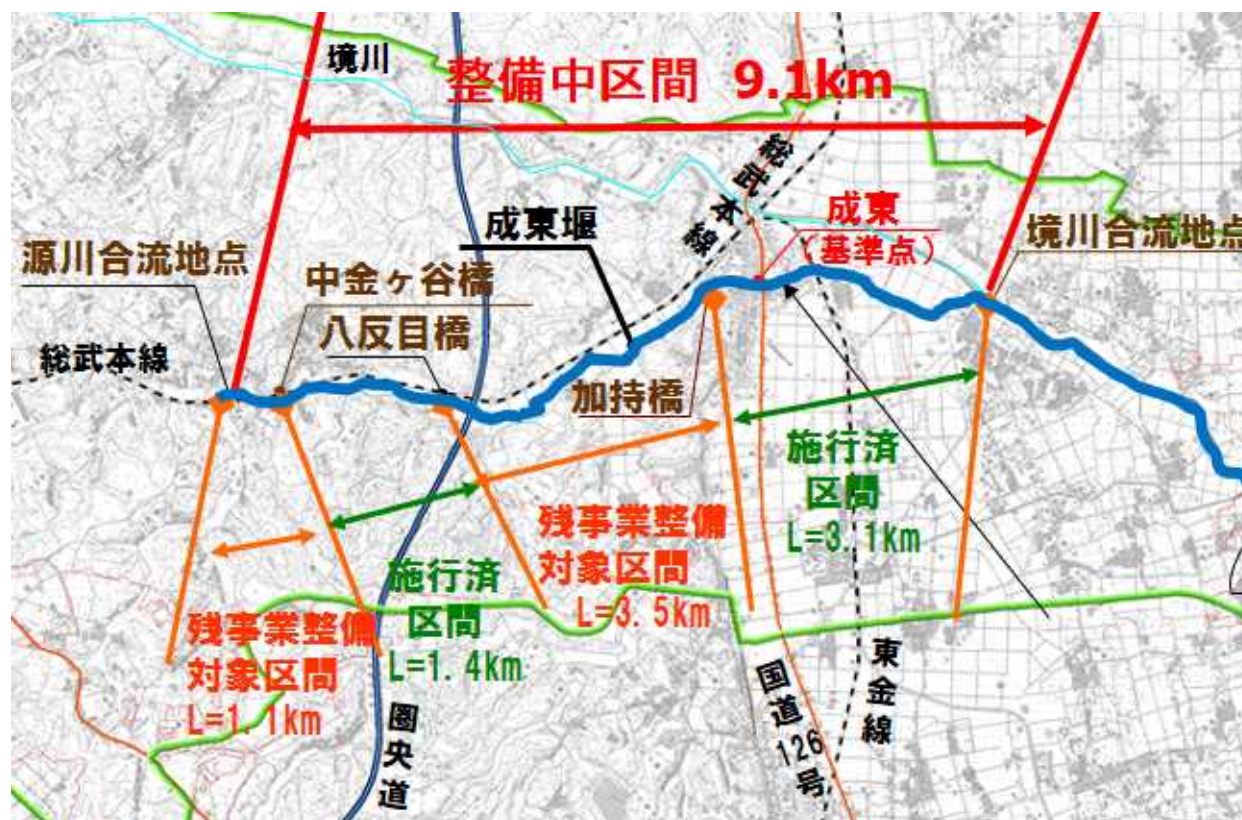 境川
整備中区間 9.1km
総武本線
成東堰
成東
(基準点)
境川合流地点
源川合流地点
中金ヶ谷橋
八反目橋
総武本線
加持橋
施行済
区間
L=3.1km
残事業整備
対象区間
L=3.5km
施行済
区間
L=1.4km
残事業整備
対象区間
L=1.1km
圏央道
国道126号
東金線